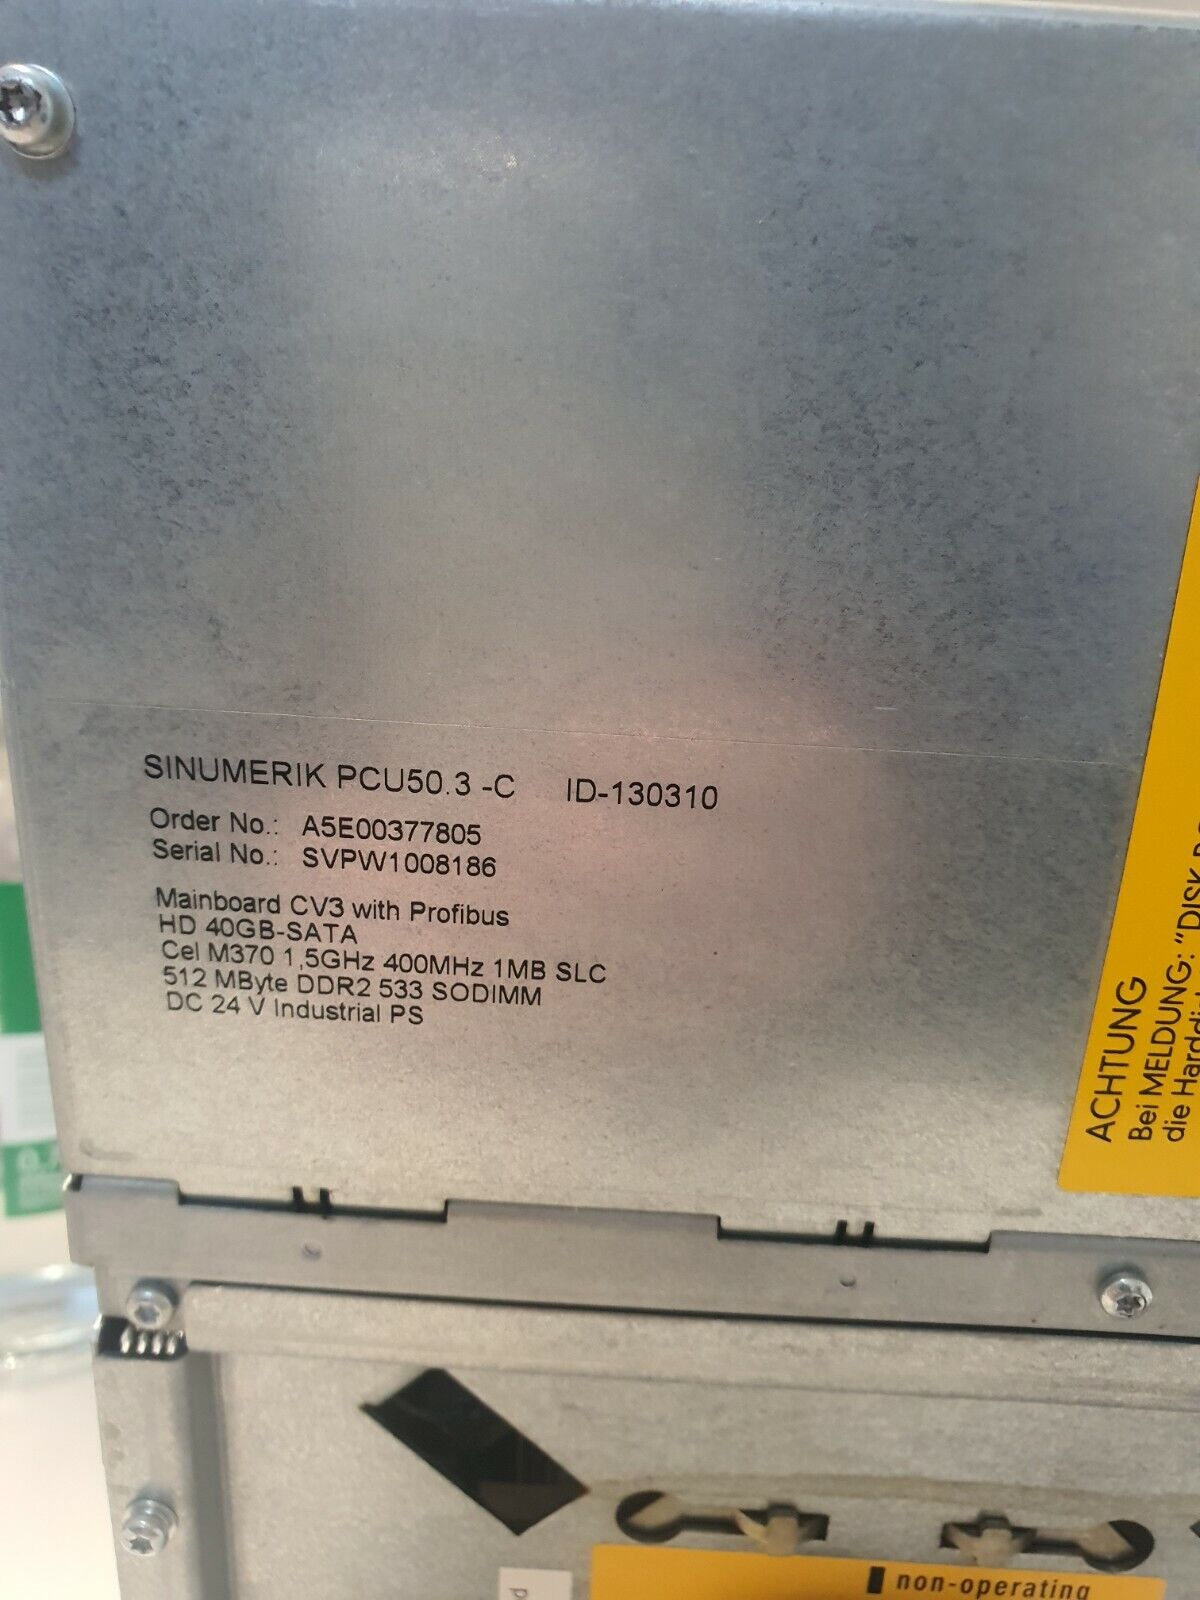 SINUMERIK PCU50.3 -C ID-130310
Order No.: A5E00377805
Serial No.: SVPW1008186
Mainboard CV3 with Profibus
HD 40GB-SATA
Cel M370 1,5GHz 400MHz 1MB SLC
512 MByte DDR2 533 SODIMM
DC 24 V Industrial PS
ACHTUNG
Bei MELDUNG: "DISK
die
non-operating